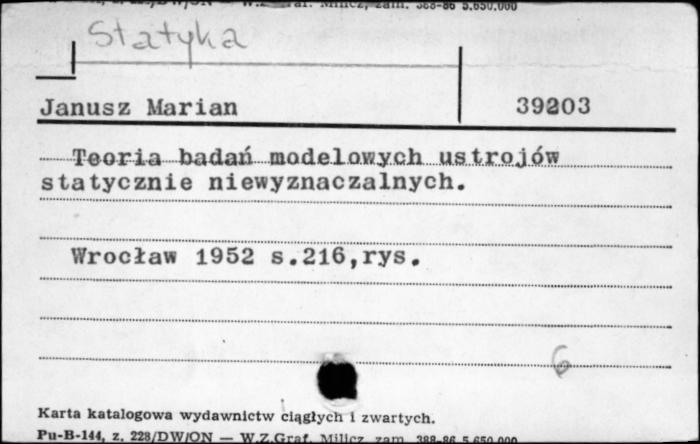 Statyka
Janusz Marian 39203
Teoria badań modelowych ustrojów
statycznie niewyznaczalnych.
Wrocław 1952 s.216,rys.
6
Karta katalogowa wydawnictw ciągłych i zwartych.
Pu-B-144, z. 228/DW/ON — W.Z.Graf. Milicz, zam. 388-86 5.650.000